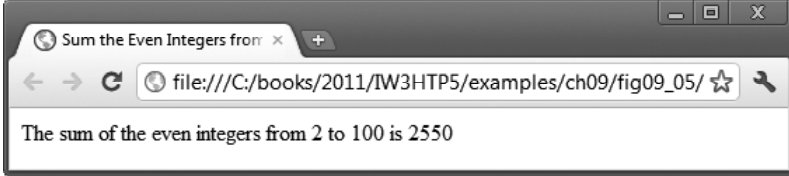 Sum the Even Integers from
file:///C:/books/2011/IW3HTP5/examples/ch09/fig09_05/
The sum of the even integers from 2 to 100 is 2550